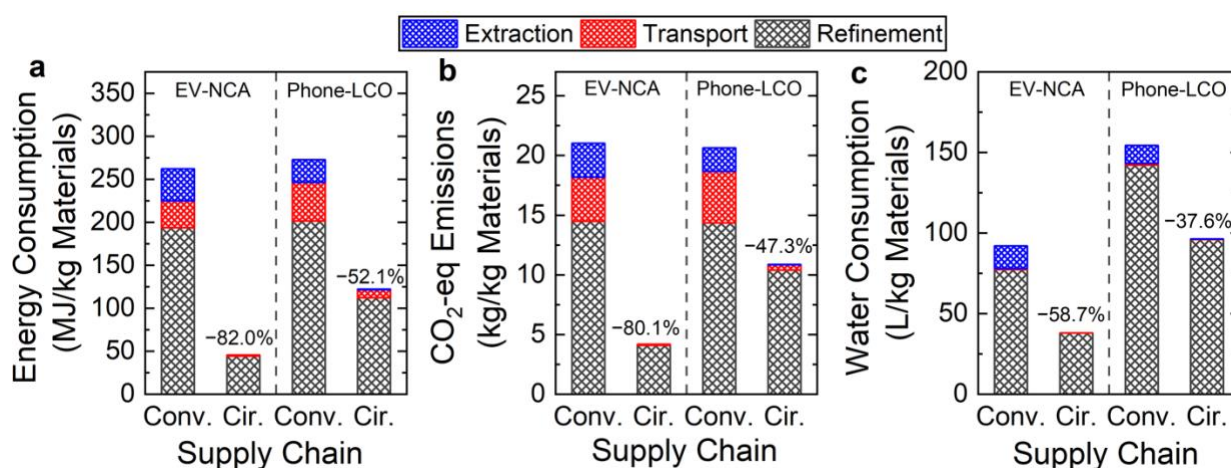 Extraction Transport Refinement
a
EV-NCA Phone-LCO
Energy Consumption
(MJ/kg Materials)
350
300
250
200
150
100
50
0
−82.0%
−52.1%
Conv. Cir. Conv. Cir.
Supply Chain
b
EV-NCA Phone-LCO
CO₂-eq Emissions
(kg/kg Materials)
25
20
15
10
5
0
−80.1%
−47.3%
Conv. Cir. Conv. Cir.
Supply Chain
c
EV-NCA Phone-LCO
Water Consumption
(L/kg Materials)
200
150
100
50
0
−58.7%
−37.6%
Conv. Cir. Conv. Cir.
Supply Chain